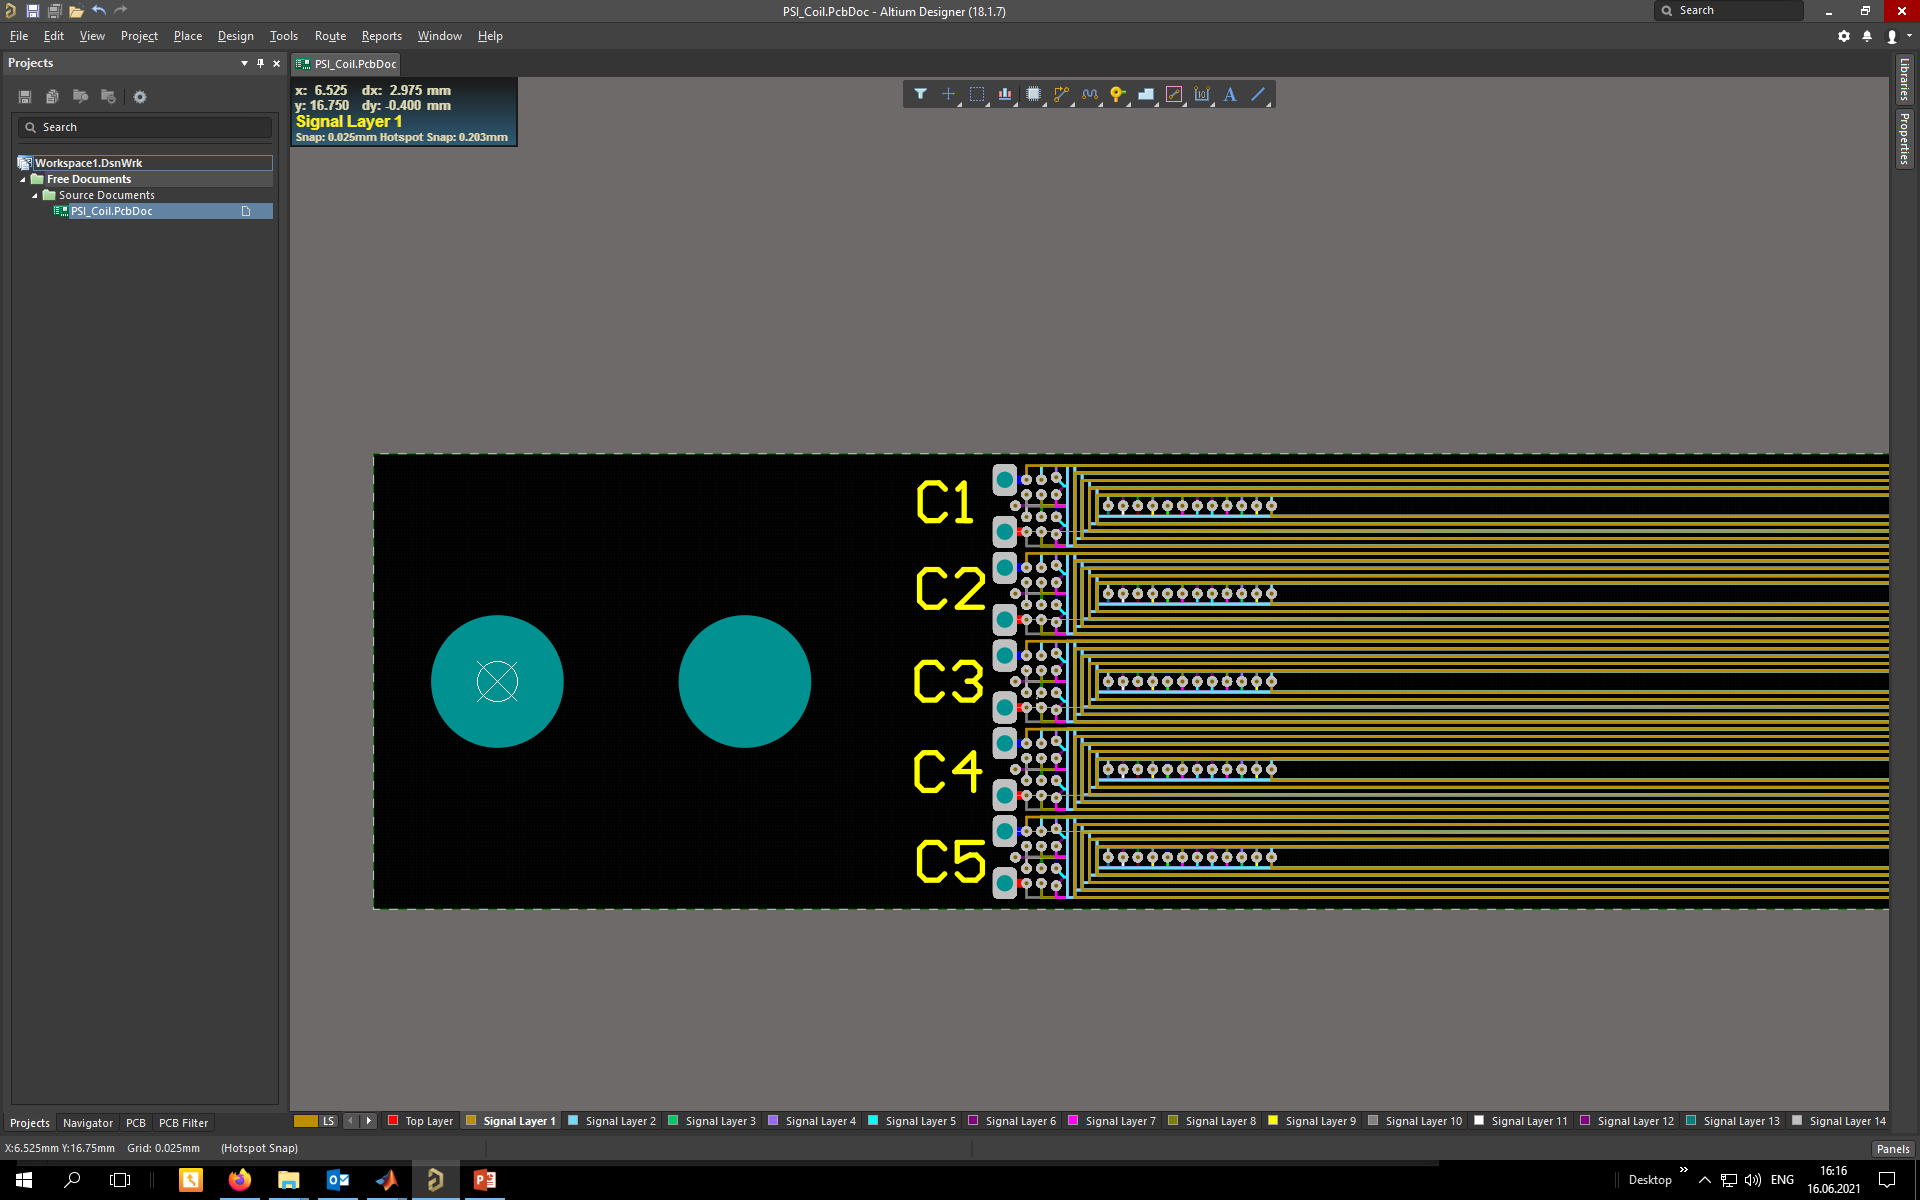 PSI_Coil.PcbDoc - Altium Designer (18.1.7)
Search
File Edit View Project Place Design Tools Route Reports Window Help
Projects
PSI_Coil.PcbDoc
x: 6.525 dx: 2.975 mm
y: 16.750 dy: -0.400 mm
Signal Layer 1
Snap: 0.025mm Hotspot Snap: 0.203mm
Search
Workspace1.DsnWrk
Free Documents
Source Documents
PSI_Coil.PcbDoc
Libraries
Properties
C1
C2
C3
C4
C5
LS Top Layer Signal Layer 1 Signal Layer 2 Signal Layer 3 Signal Layer 4 Signal Layer 5 Signal Layer 6 Signal Layer 7 Signal Layer 8 Signal Layer 9 Signal Layer 10 Signal Layer 11 Signal Layer 12 Signal Layer 13 Signal Layer 14
Projects Navigator PCB PCB Filter
X:6.525mm Y:16.75mm Grid: 0.025mm (Hotspot Snap)
Panels
Desktop
ENG
16:16
16.06.2021